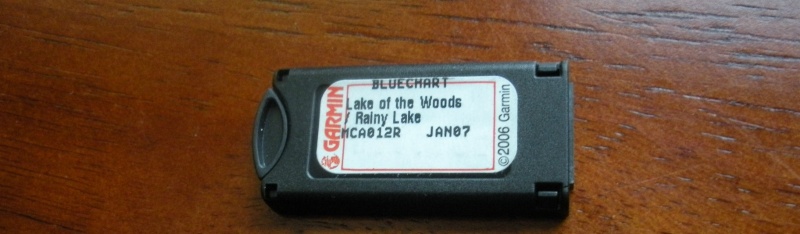 BLUECHART
Lake of the Woods
/ Rainy Lake
MCA012R JAN07
GARMIN
©2006 Garmin